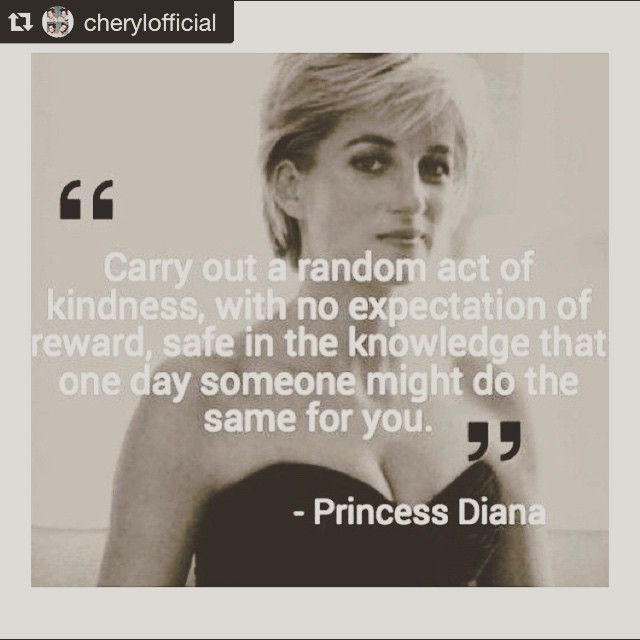 cherylofficial
“
Carry out a random act of
kindness, with no expectation of
reward, safe in the knowledge that
one day someone might do the
same for you.
”
- Princess Diana